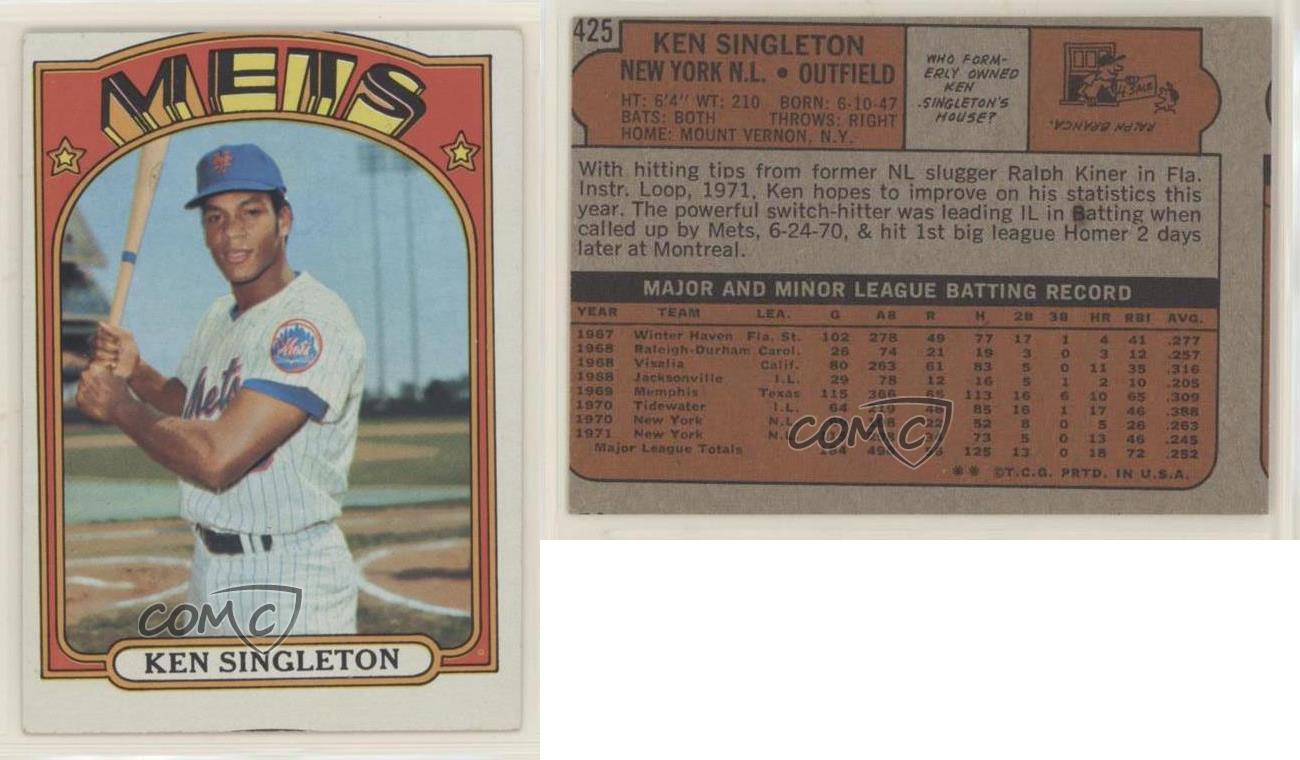 METS
Mets
Mets
COMC
KEN SINGLETON
425
KEN SINGLETON
NEW YORK N.L. • OUTFIELD
HT: 6'4" WT: 210 BORN: 6-10-47
BATS: BOTH THROWS: RIGHT
HOME: MOUNT VERNON, N.Y.
WHO FORM-
ERLY OWNED
KEN
SINGLETON'S
HOUSE?
4 SALE
RALPH BRANCA.
With hitting tips from former NL slugger Ralph Kiner in Fla.
Instr. Loop, 1971, Ken hopes to improve on his statistics this
year. The powerful switch-hitter was leading IL in Batting when
called up by Mets, 6-24-70, & hit 1st big league Homer 2 days
later at Montreal.
MAJOR AND MINOR LEAGUE BATTING RECORD
YEAR TEAM LEA. G AB R H 2B 3B HR RBI AVG.
1967 Winter Haven Fla. St. 102 278 49 77 17 1 4 41 .277
1968 Raleigh-Durham Carol. 26 74 21 19 3 0 3 12 .257
1968 Visalia Calif. 80 263 61 83 5 0 11 35 .316
1968 Jacksonville I.L. 29 78 12 16 5 1 2 10 .205
1969 Memphis Texas 115 366 65 113 16 6 10 65 .309
1970 Tidewater I.L. 64 219 46 85 16 1 17 46 .388
1970 New York N.L. 52 8 0 5 26 .263
1971 New York N.L. 73 5 0 13 46 .245
Major League Totals 125 13 0 18 72 .252
COMC
** ©T.C.G. PRTD. IN U.S.A.